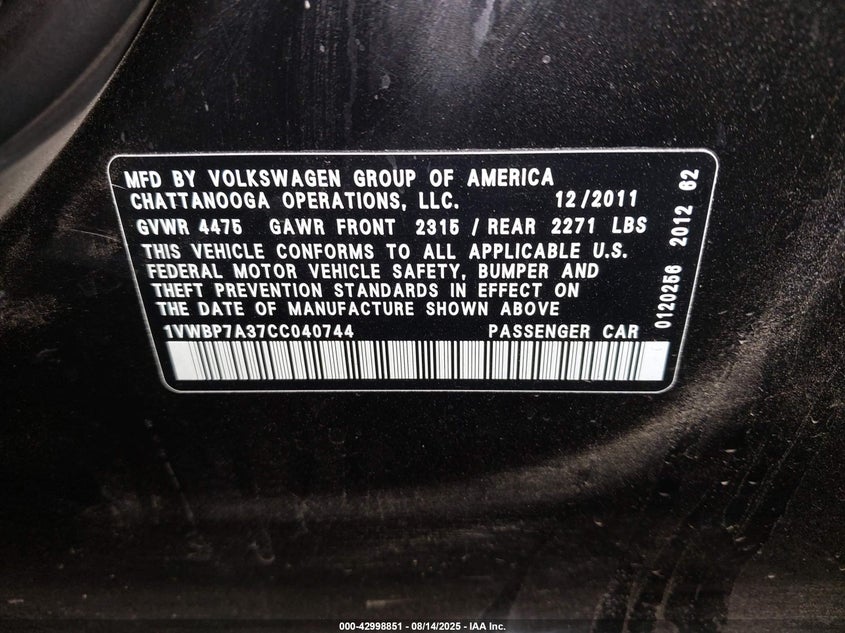 MFD BY VOLKSWAGEN GROUP OF AMERICA
CHATTANOOGA OPERATIONS, LLC. 12/2011
GVWR 4475 GAWR FRONT 2315 / REAR 2271 LBS
THIS VEHICLE CONFORMS TO ALL APPLICABLE U.S.
FEDERAL MOTOR VEHICLE SAFETY, BUMPER AND
THEFT PREVENTION STANDARDS IN EFFECT ON
THE DATE OF MANUFACTURE SHOWN ABOVE
1VWBP7A37CC040744 PASSENGER CAR
0120256 2012 62
000-42998851 - 08/14/2025 - IAA Inc.